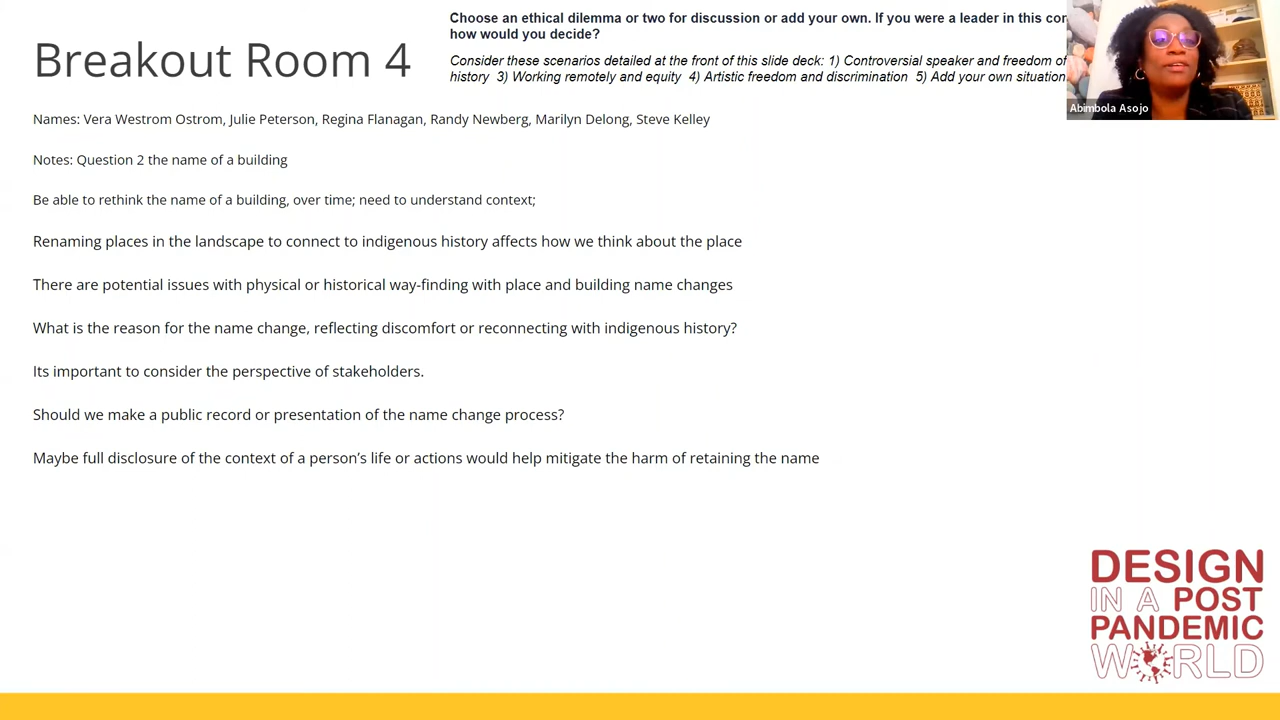 Breakout Room 4
Choose an ethical dilemma or two for discussion or add your own. If you were a leader in this
how would you decide?
Consider these scenarios detailed at the front of this slide deck: 1) Controversial speaker and freedom of
history 3) Working remotely and equity 4) Artistic freedom and discrimination 5) Add your own situation
Abimbola Asojo
Names: Vera Westrom Ostrom, Julie Peterson, Regina Flanagan, Randy Newberg, Marilyn Delong, Steve Kelley
Notes: Question 2 the name of a building
Be able to rethink the name of a building, over time; need to understand context;
Renaming places in the landscape to connect to indigenous history affects how we think about the place
There are potential issues with physical or historical way-finding with place and building name changes
What is the reason for the name change, reflecting discomfort or reconnecting with indigenous history?
Its important to consider the perspective of stakeholders.
Should we make a public record or presentation of the name change process?
Maybe full disclosure of the context of a person's life or actions would help mitigate the harm of retaining the name
DESIGN
IN A POST
PANDEMIC
WORLD